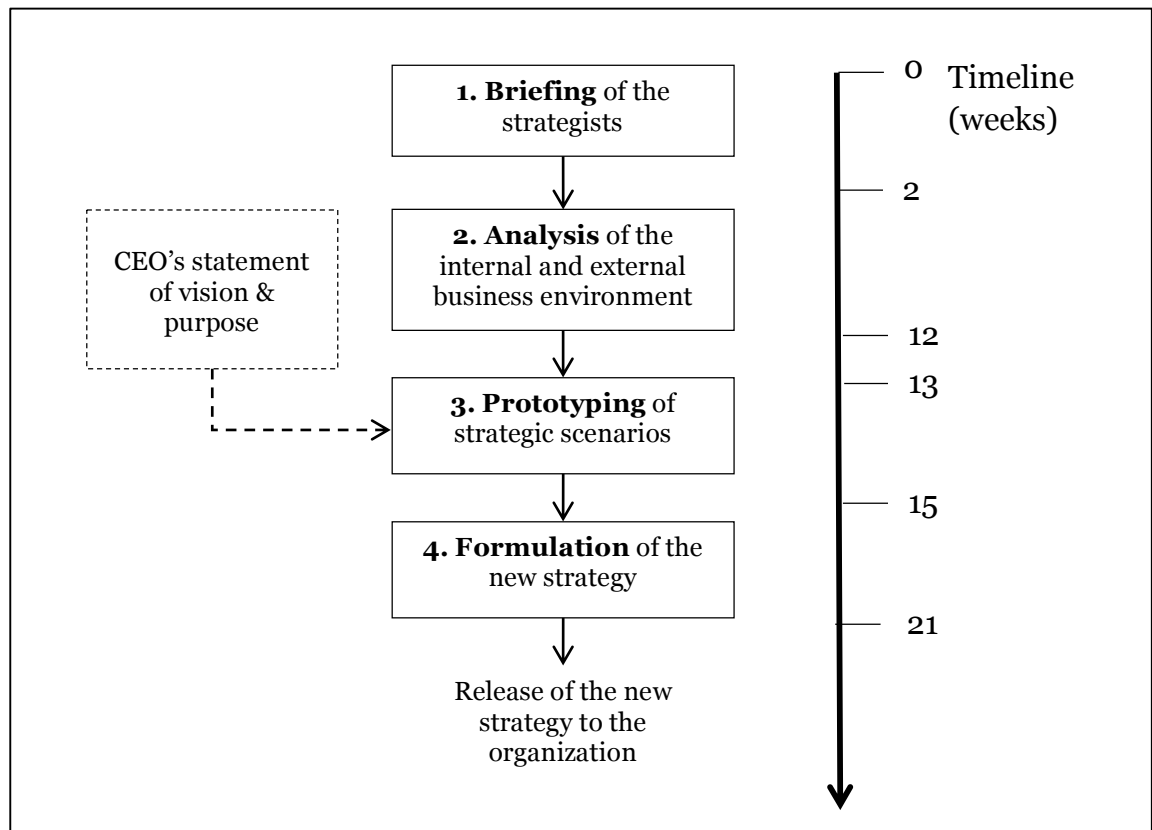 1. Briefing of the
strategists
0
Timeline
(weeks)
2
CEO’s statement
of vision &
purpose
2. Analysis of the
internal and external
business environment
12
13
3. Prototyping of
strategic scenarios
15
4. Formulation of the
new strategy
21
Release of the new
strategy to the
organization